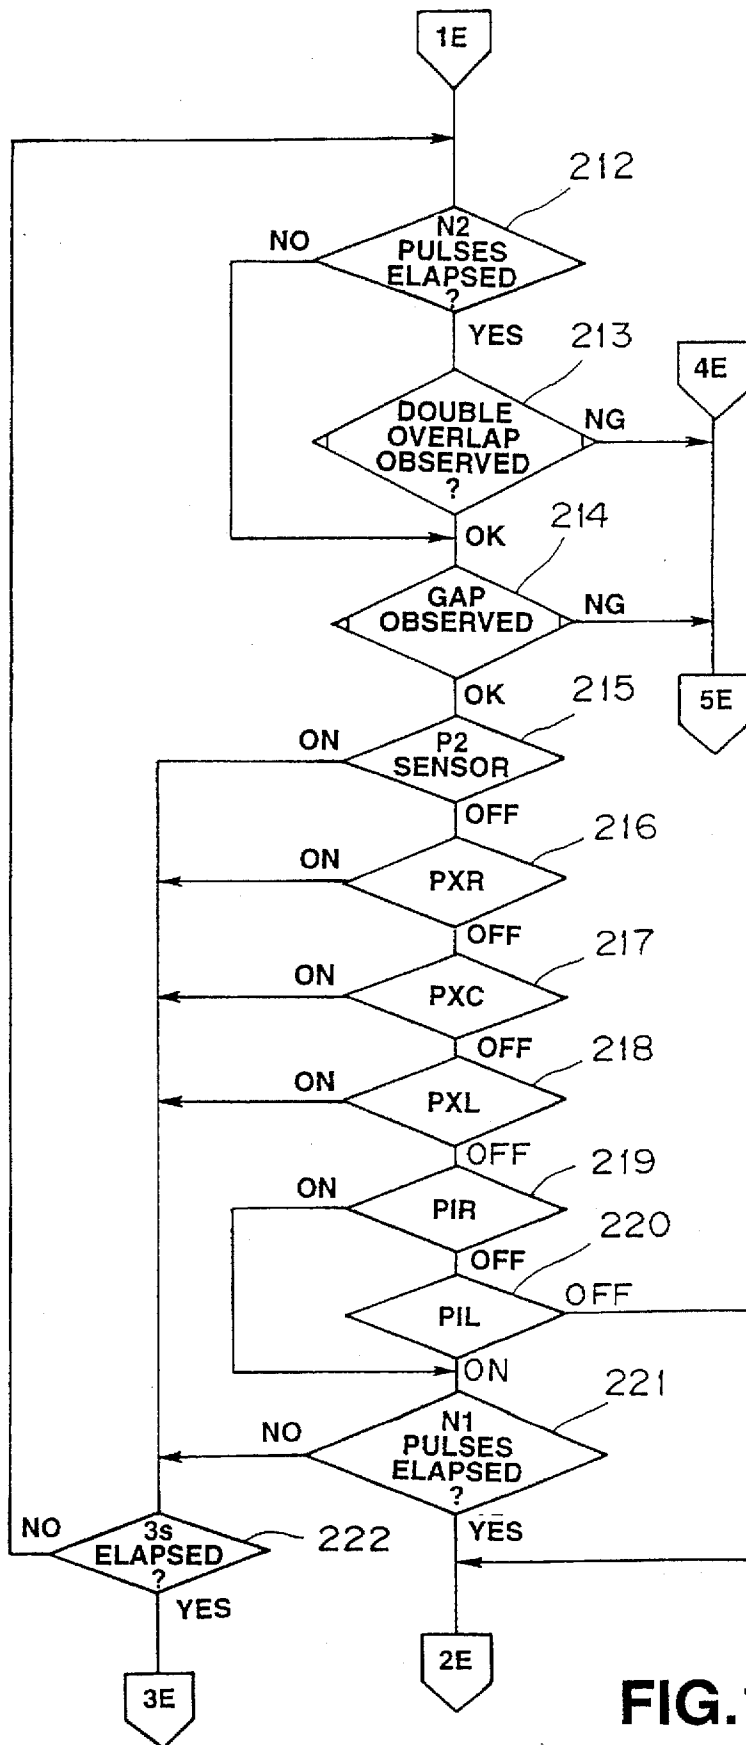 1E
212
N2
PULSES
ELAPSED
?
NO
YES
213
4E
DOUBLE
OVERLAP
OBSERVED
?
NG
OK
214
GAP
OBSERVED
NG
OK
5E
215
P2
SENSOR
ON
OFF
216
PXR
ON
OFF
217
PXC
ON
OFF
218
PXL
ON
OFF
219
PIR
ON
OFF
220
PIL
OFF
ON
221
N1
PULSES
ELAPSED
?
NO
YES
3s
ELAPSED
?
NO
222
YES
2E
3E
FIG.